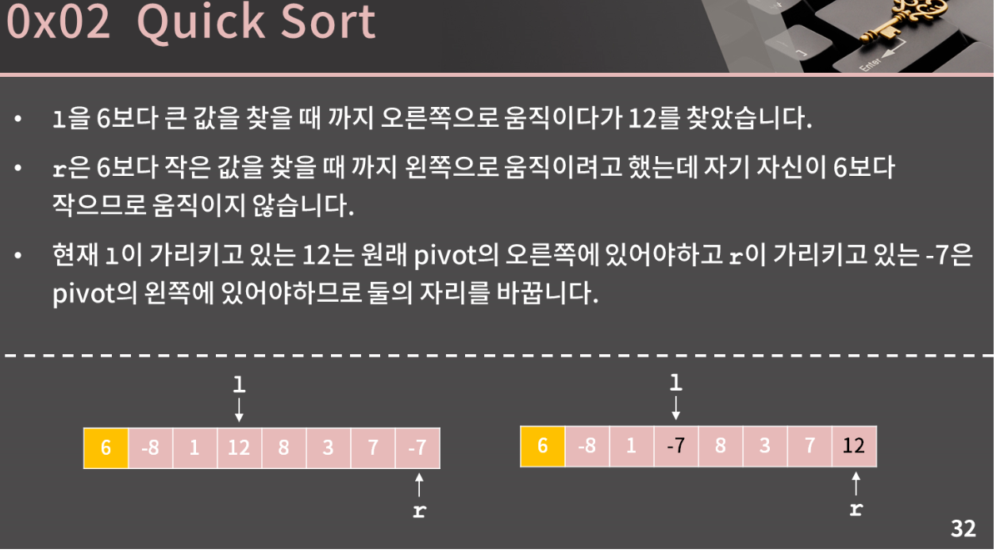 0x02 Quick Sort
Enter
• l을 6보다 큰 값을 찾을 때 까지 오른쪽으로 움직이다가 12를 찾았습니다.
• r은 6보다 작은 값을 찾을 때 까지 왼쪽으로 움직이려고 했는데 자기 자신이 6보다
작으므로 움직이지 않습니다.
• 현재 l이 가리키고 있는 12는 원래 pivot의 오른쪽에 있어야하고 r이 가리키고 있는 -7은
pivot의 왼쪽에 있어야하므로 둘의 자리를 바꿉니다.
l
6 -8 1 12 8 3 7 -7
r
l
6 -8 1 -7 8 3 7 12
r
32